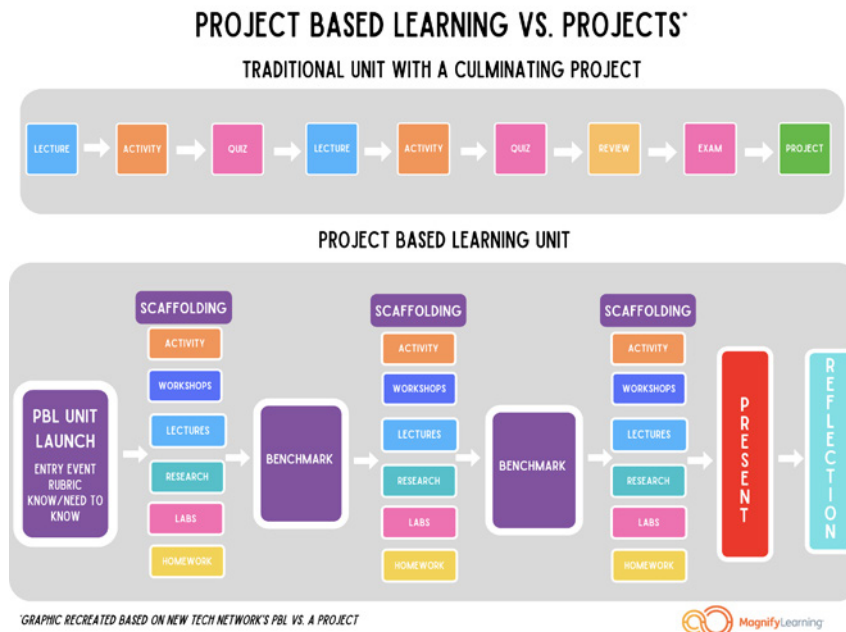 PROJECT BASED LEARNING VS. PROJECTS*
TRADITIONAL UNIT WITH A CULMINATING PROJECT
LECTURE
ACTIVITY
QUIZ
LECTURE
ACTIVITY
QUIZ
REVIEW
EXAM
PROJECT
PROJECT BASED LEARNING UNIT
PBL UNIT
LAUNCH
ENTRY EVENT
RUBRIC
KNOW/NEED TO
KNOW
SCAFFOLDING
ACTIVITY
WORKSHOPS
LECTURES
RESEARCH
LABS
HOMEWORK
BENCHMARK
SCAFFOLDING
ACTIVITY
WORKSHOPS
LECTURES
RESEARCH
LABS
HOMEWORK
BENCHMARK
SCAFFOLDING
ACTIVITY
WORKSHOPS
LECTURES
RESEARCH
LABS
HOMEWORK
PRESENT
REFLECTION
*GRAPHIC RECREATED BASED ON NEW TECH NETWORK'S PBL VS. A PROJECT
MagnifyLearning